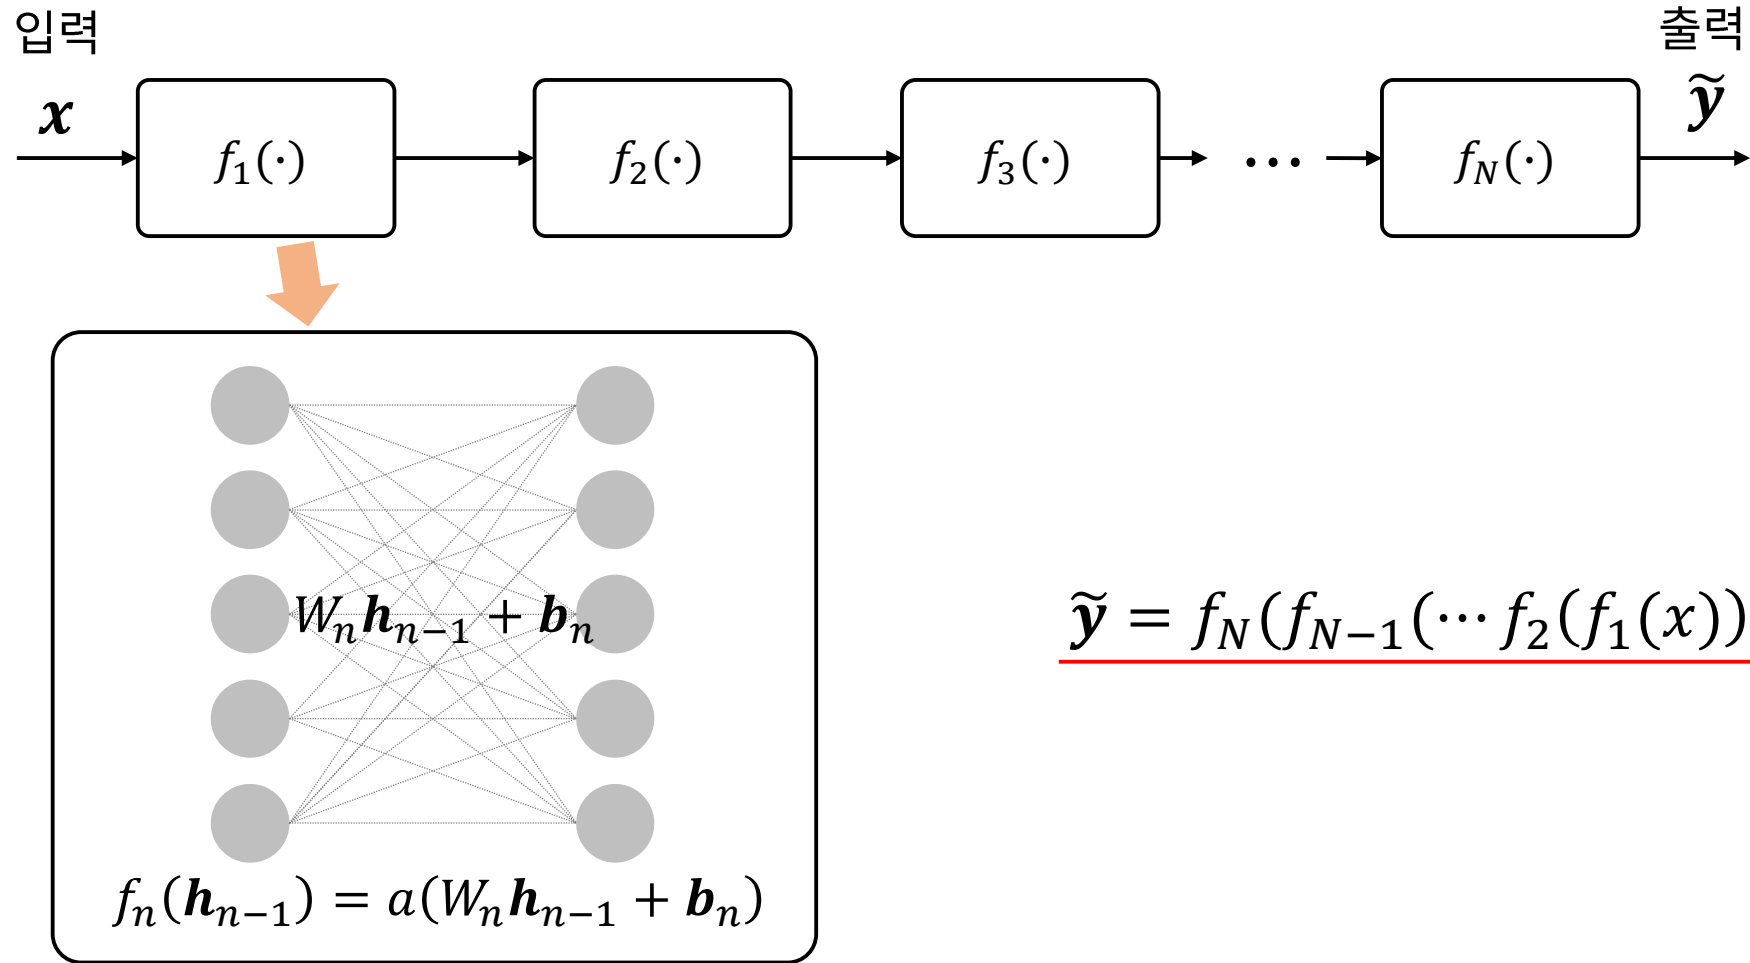 입력
출력
x
ỹ
f₁(·)
f₂(·)
f₃(·)
⋯
f_N(·)
W_n h_{n−1} + b_n
ỹ = f_N(f_{N−1}(⋯ f₂(f₁(x))
f_n(h_{n−1}) = a(W_n h_{n−1} + b_n)